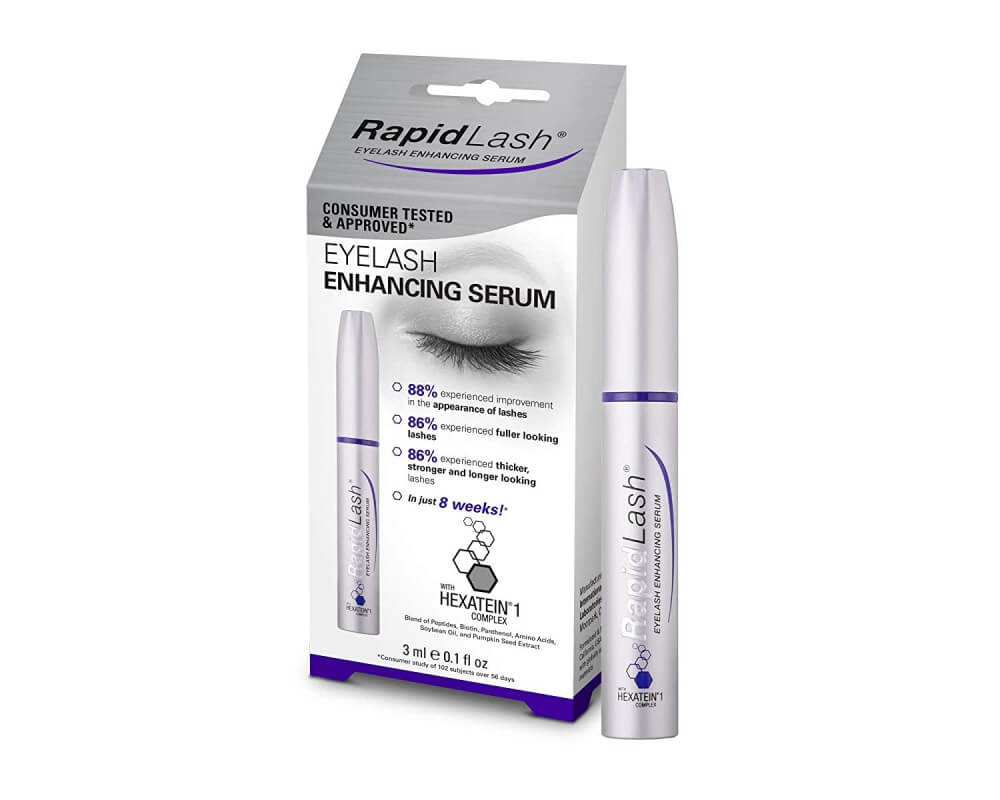 RapidLash®
EYELASH ENHANCING SERUM
CONSUMER TESTED
& APPROVED*
EYELASH
ENHANCING SERUM
88% experienced improvement
in the appearance of lashes
86% experienced fuller looking
lashes
86% experienced thicker,
stronger and longer looking
lashes
In just 8 weeks!*
WITH
HEXATEIN®1
COMPLEX
Blend of Peptides, Biotin, Panthenol, Amino Acids,
Soybean Oil, and Pumpkin Seed Extract
3 ml e 0.1 fl oz
*Consumer study of 102 subjects over 56 days
RapidLash®
EYELASH ENHANCING SERUM
WITH
HEXATEIN®1
COMPLEX
International
RapidLash®
EYELASH ENHANCING SERUM
WITH
HEXATEIN®1
COMPLEX